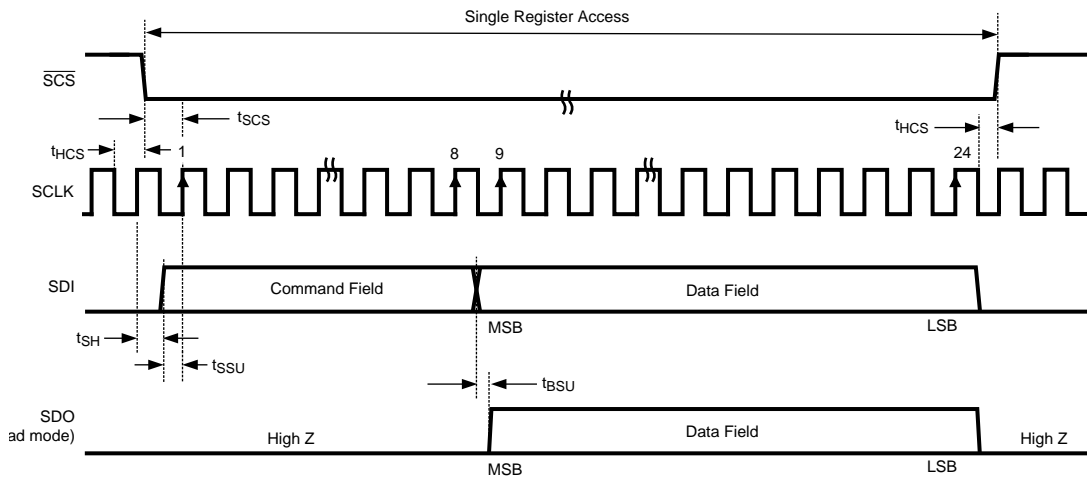 Single Register Access
SCS
tSCS
tHCS
tHCS
1
8
9
24
SCLK
SDI
Command Field
Data Field
MSB
LSB
tSH
tSSU
tBSU
SDO
ad mode)
High Z
Data Field
High Z
MSB
LSB